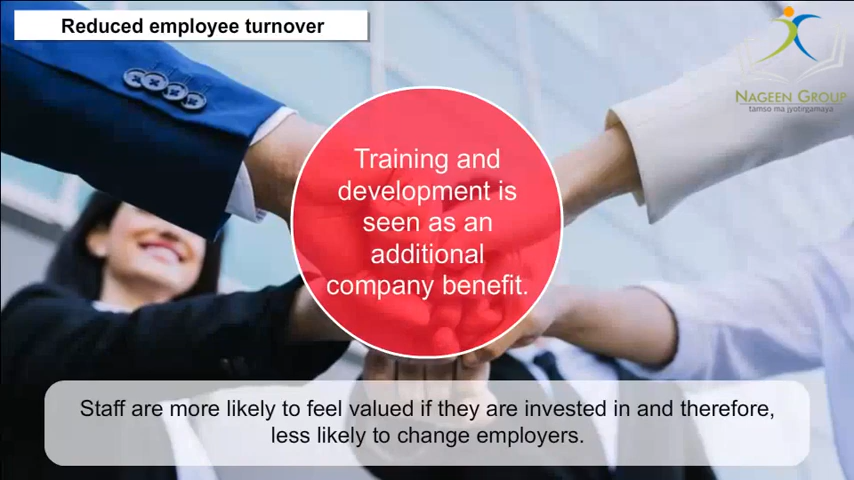 Reduced employee turnover
NAGEEN GROUP
tamso ma jyotirgamaya
Training and
development is
seen as an
additional
company benefit.
Staff are more likely to feel valued if they are invested in and therefore,
less likely to change employers.